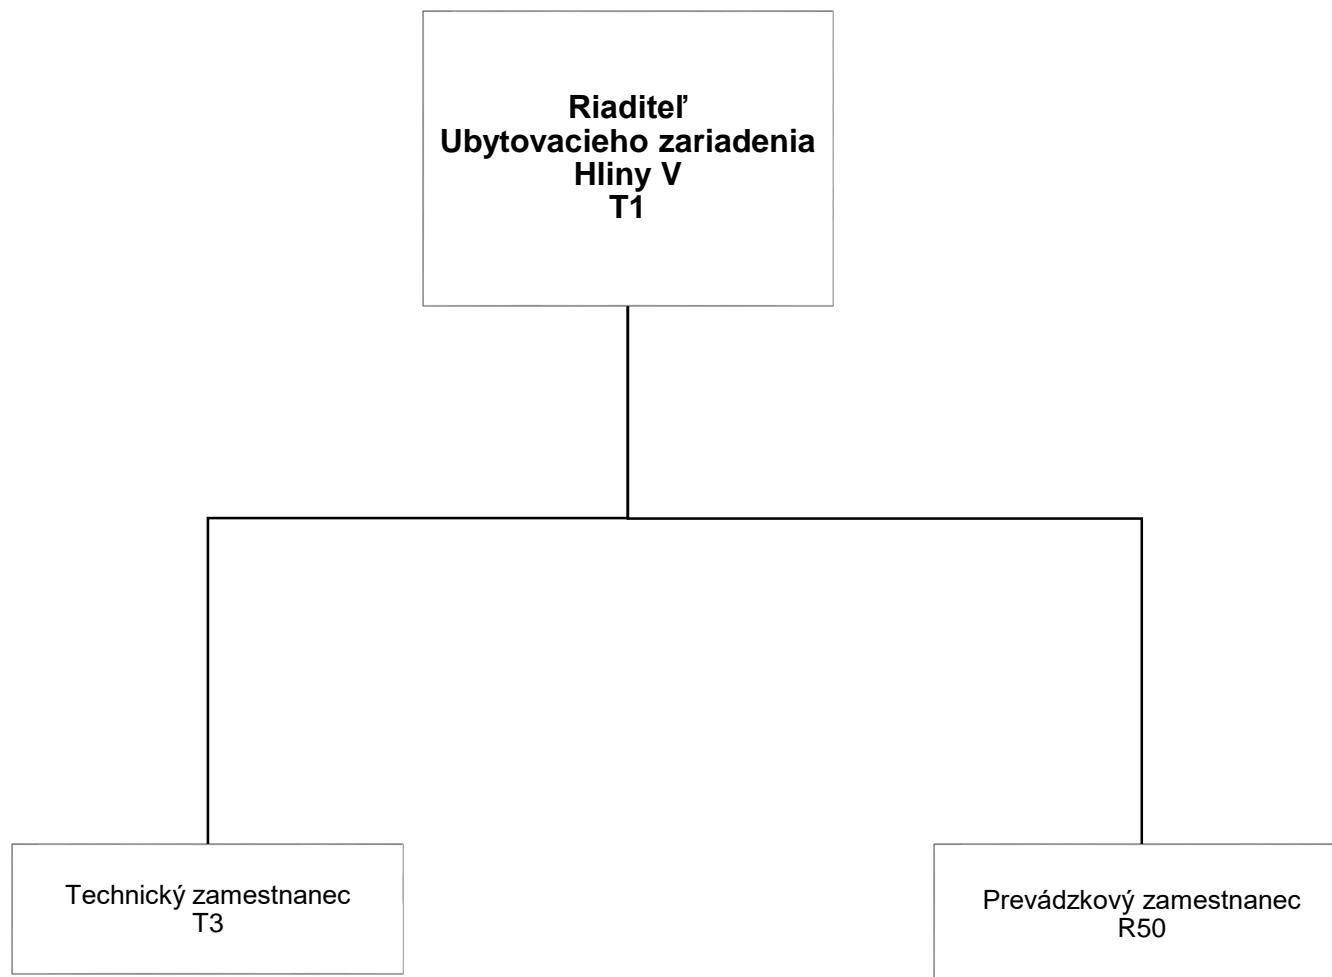 Riaditeľ
Ubytovacieho zariadenia
Hliny V
T1
Technický zamestnanec
T3
Prevádzkový zamestnanec
R50